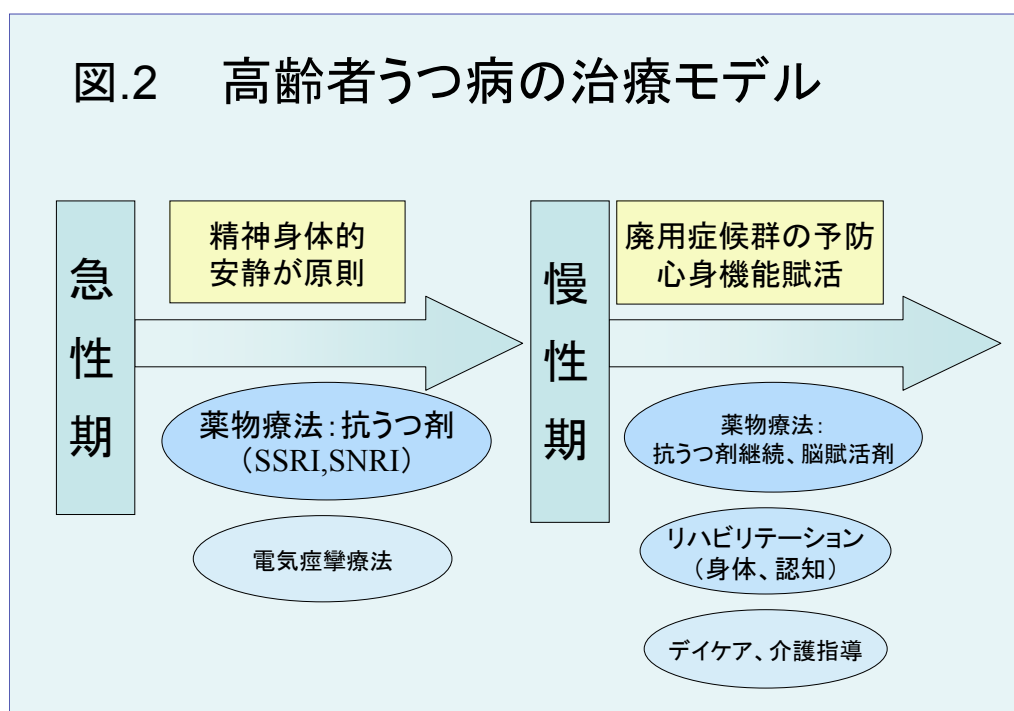 図.2 高齢者うつ病の治療モデル
急性期
精神身体的
安静が原則
薬物療法：抗うつ剤
（SSRI,SNRI）
電気痙攣療法
慢性期
廃用症候群の予防
心身機能賦活
薬物療法：
抗うつ剤継続、脳賦活剤
リハビリテーション
（身体、認知）
デイケア、介護指導